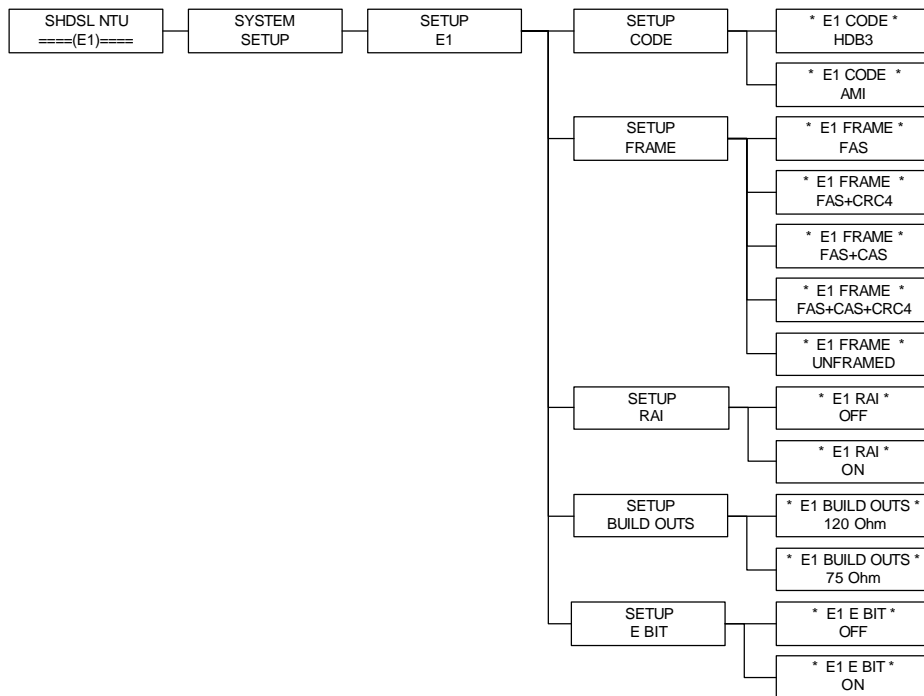 SHDSL NTU
====(E1)====
SYSTEM
SETUP
SETUP
E1
SETUP
CODE
* E1 CODE *
HDB3
* E1 CODE *
AMI
SETUP
FRAME
* E1 FRAME *
FAS
* E1 FRAME *
FAS+CRC4
* E1 FRAME *
FAS+CAS
* E1 FRAME *
FAS+CAS+CRC4
* E1 FRAME *
UNFRAMED
SETUP
RAI
* E1 RAI *
OFF
* E1 RAI *
ON
SETUP
BUILD OUTS
* E1 BUILD OUTS *
120 Ohm
* E1 BUILD OUTS *
75 Ohm
SETUP
E BIT
* E1 E BIT *
OFF
* E1 E BIT *
ON